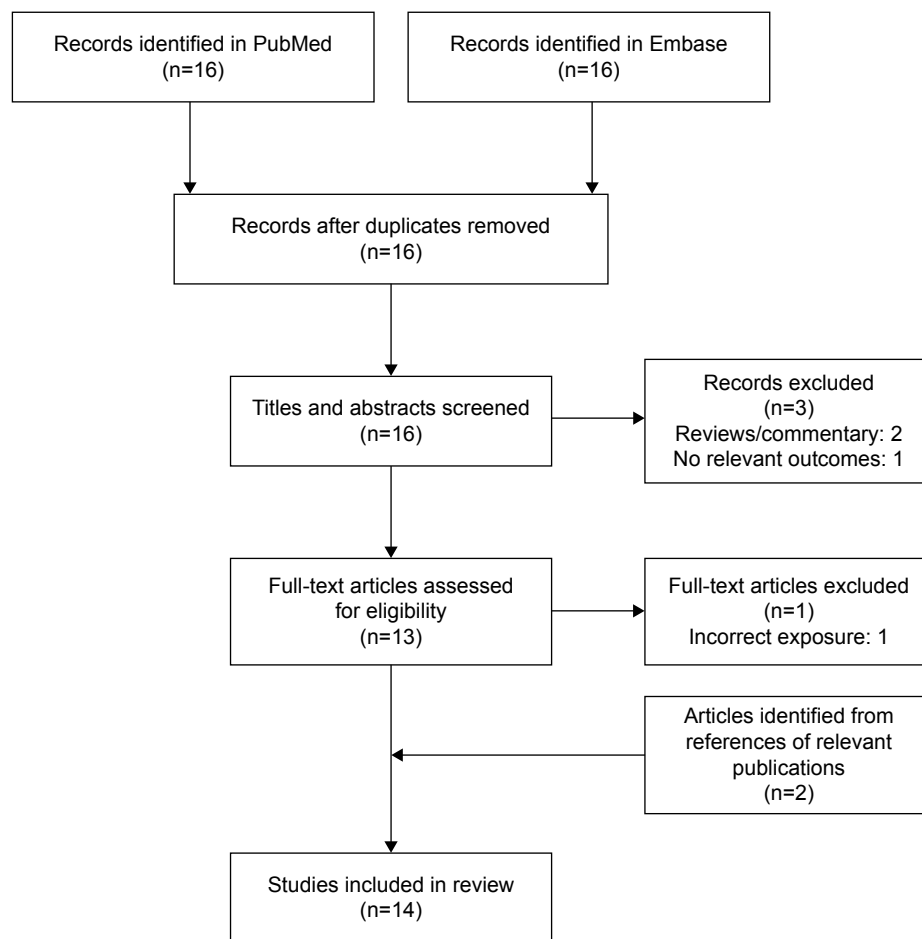 Records identified in PubMed
(n=16)
Records identified in Embase
(n=16)
Records after duplicates removed
(n=16)
Titles and abstracts screened
(n=16)
Records excluded
(n=3)
Reviews/commentary: 2
No relevant outcomes: 1
Full-text articles assessed
for eligibility
(n=13)
Full-text articles excluded
(n=1)
Incorrect exposure: 1
Articles identified from
references of relevant
publications
(n=2)
Studies included in review
(n=14)